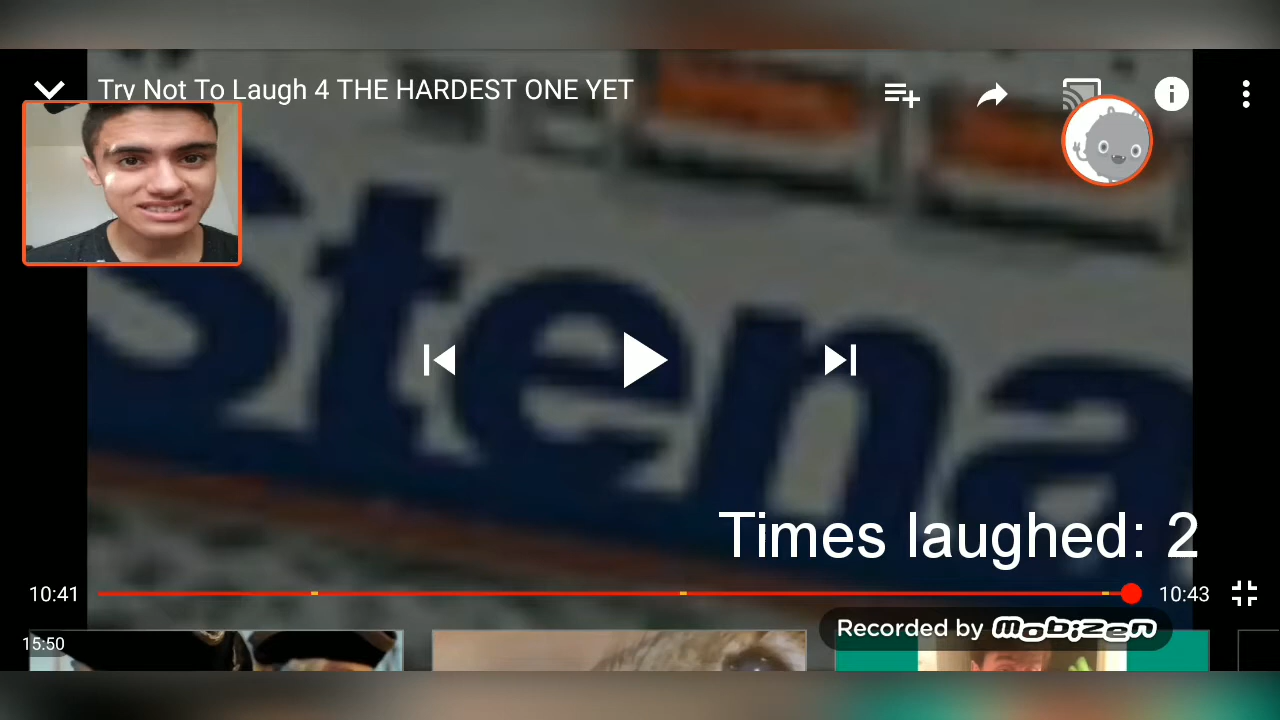 Try Not To Laugh 4 THE HARDEST ONE YET
Stena
Times laughed: 2
10:41
10:43
Recorded by mobizen
15:50